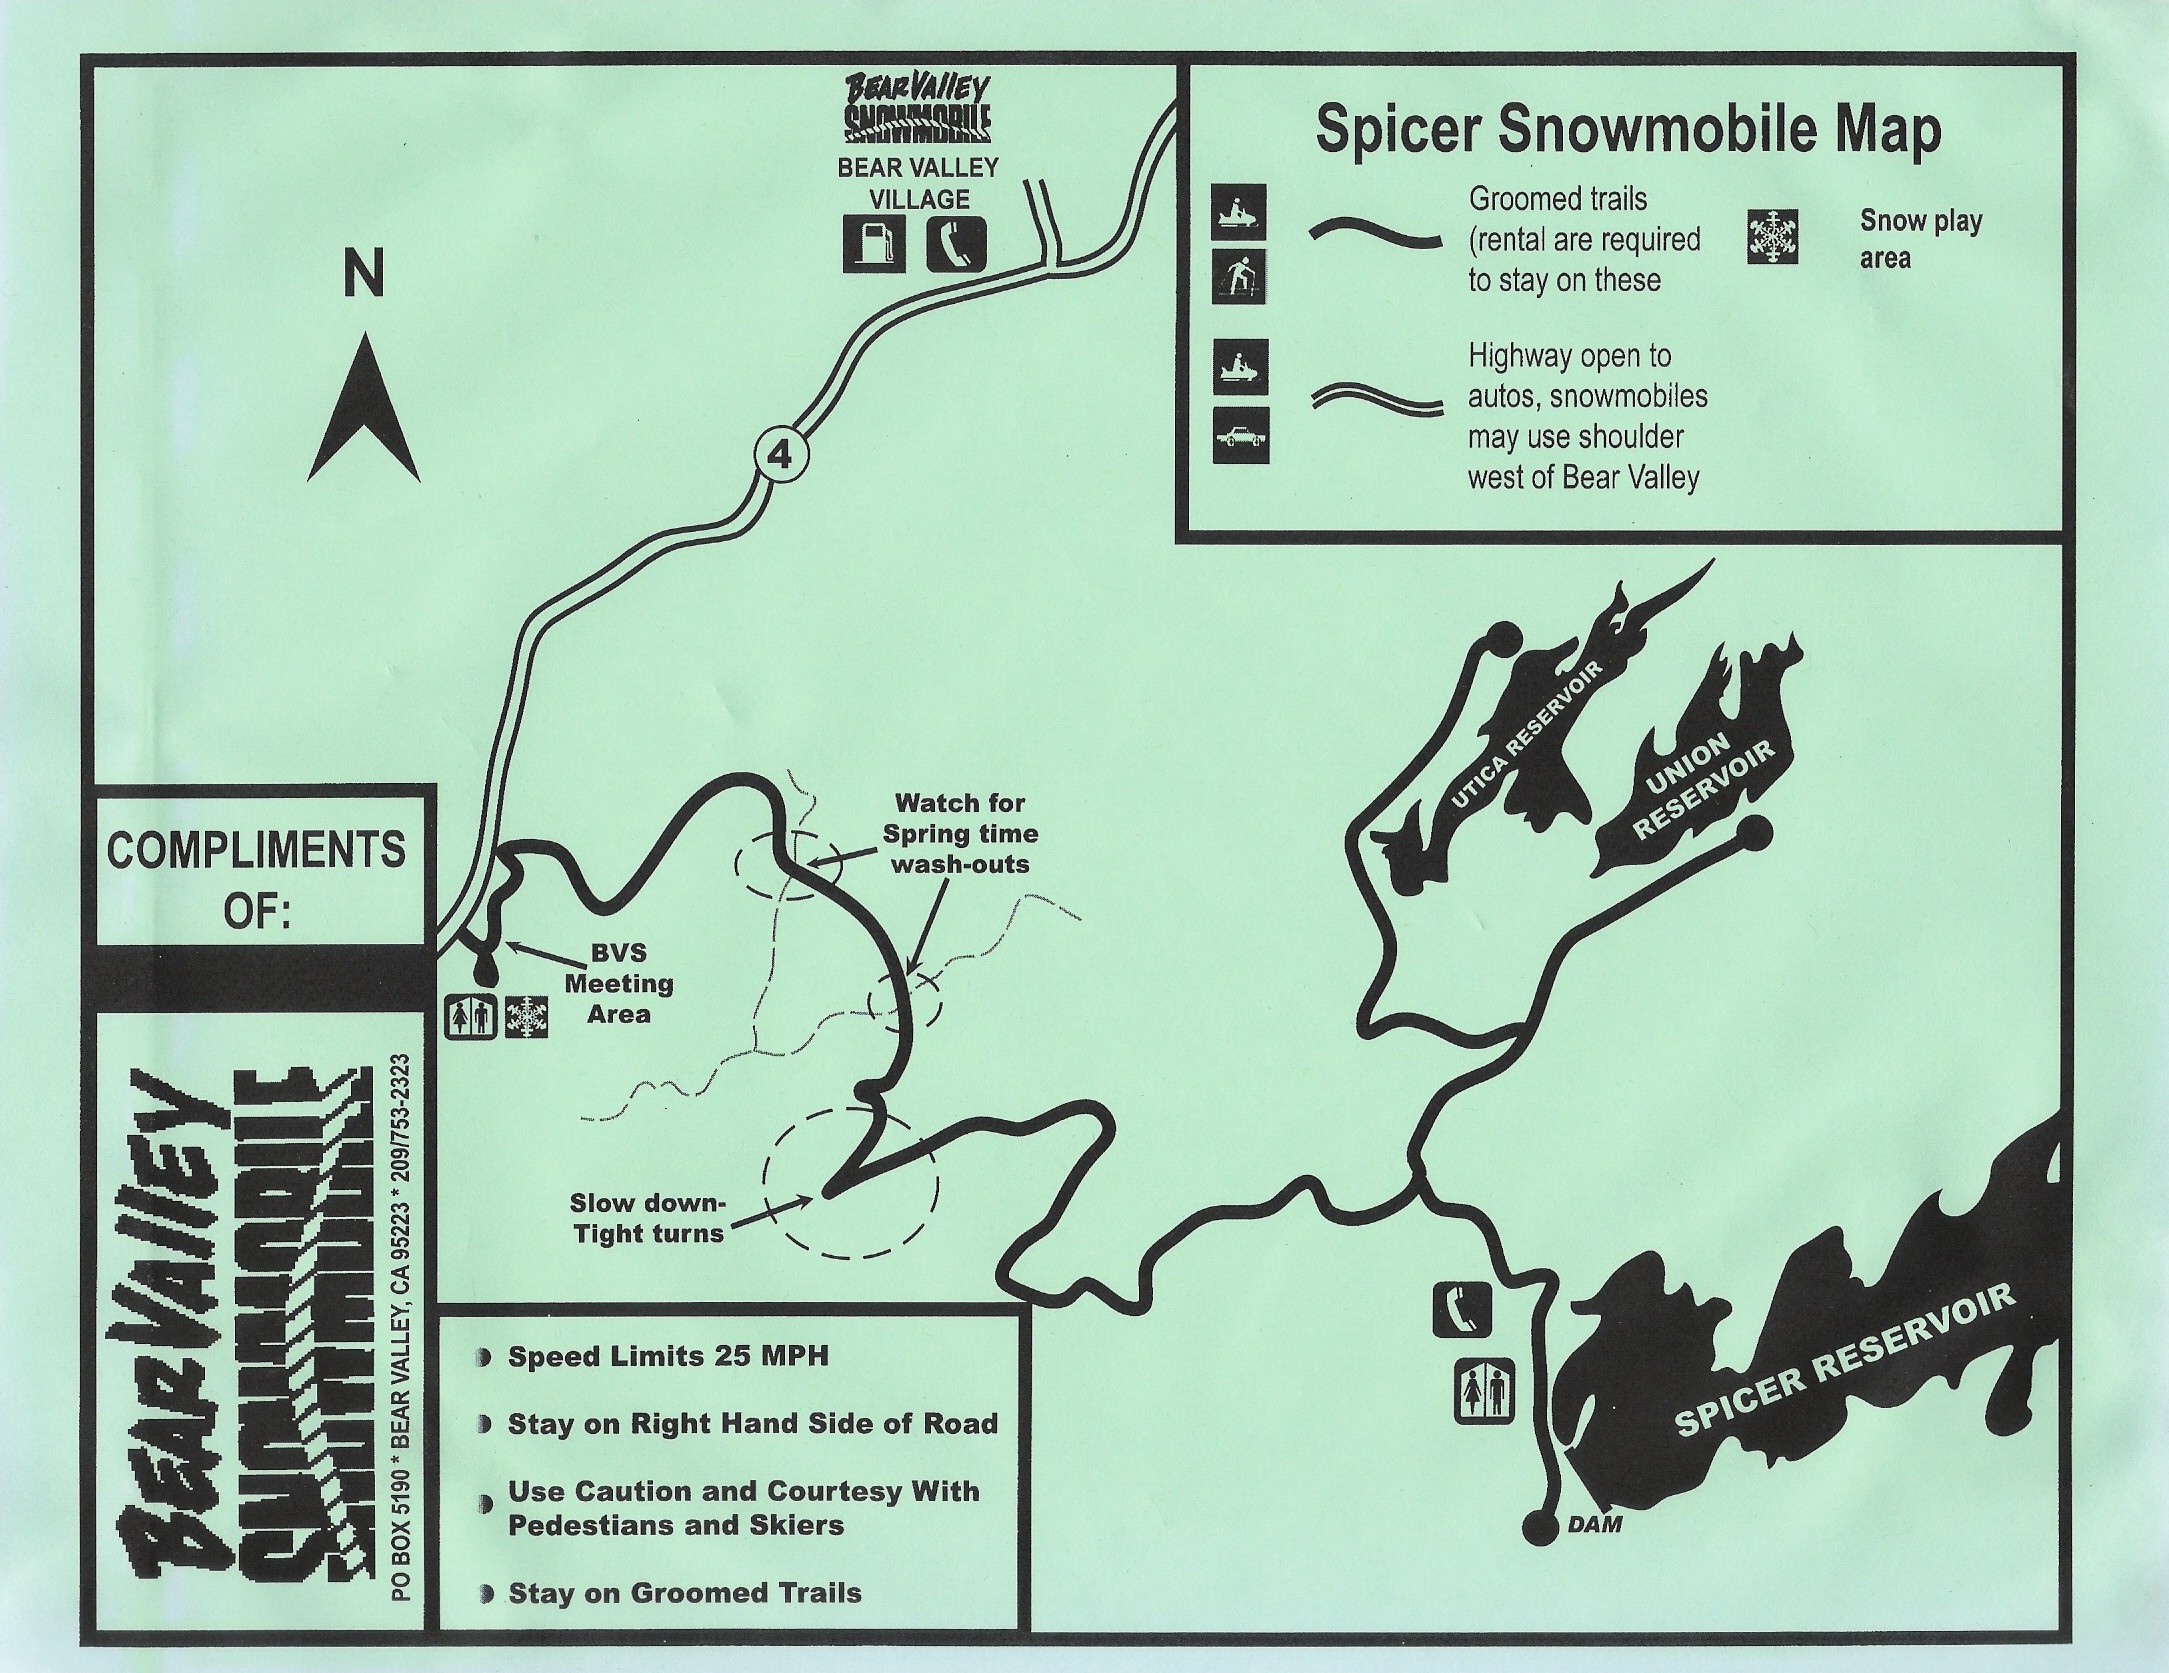 BEAR VALLEY
SNOWMOBILE
BEAR VALLEY
VILLAGE
Spicer Snowmobile Map
Groomed trails
(rental are required
to stay on these
Snow play
area
Highway open to
autos, snowmobiles
may use shoulder
west of Bear Valley
N
4
UTICA RESERVOIR
UNION
RESERVOIR
Watch for
Spring time
wash-outs
COMPLIMENTS
OF:
BVS
Meeting
Area
Slow down-
Tight turns
BEAR VALLEY
SNOWMOBILE
PO BOX 5190 * BEAR VALLEY, CA 95223 * 209/753-2323
SPICER RESERVOIR
DAM
Speed Limits 25 MPH
Stay on Right Hand Side of Road
Use Caution and Courtesy With
Pedestians and Skiers
Stay on Groomed Trails